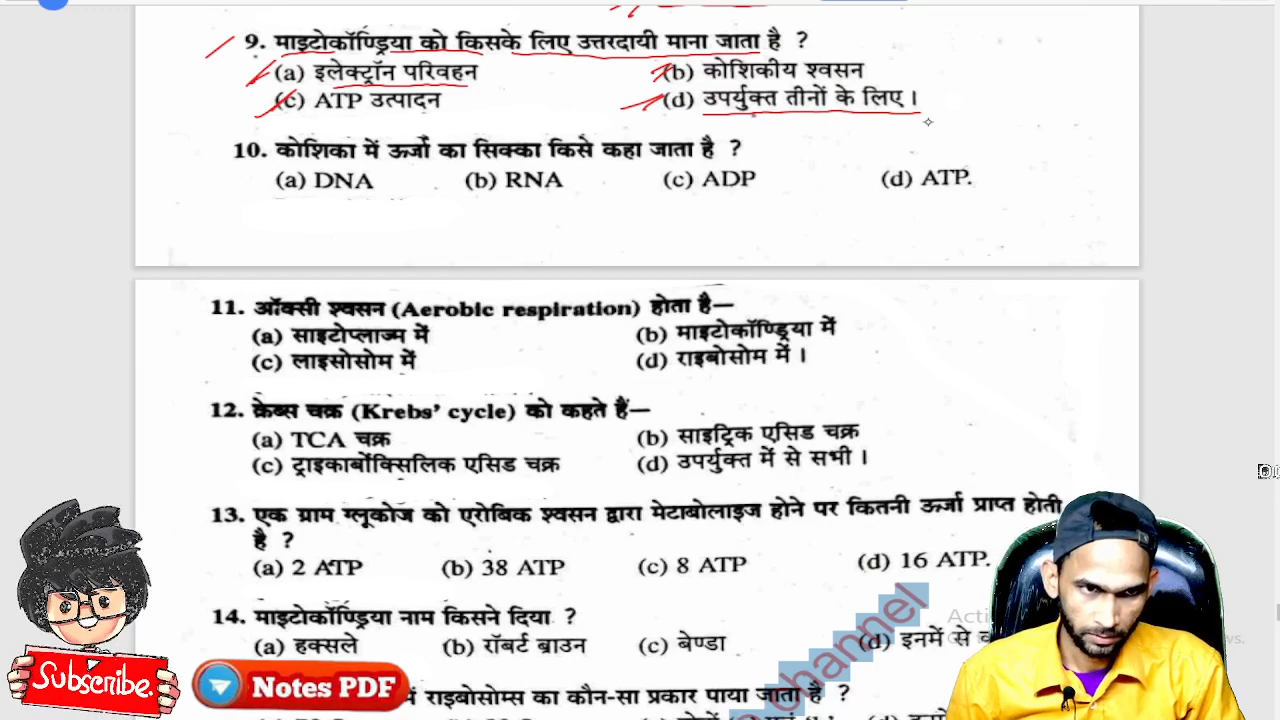 9. माइटोकॉण्ड्रिया को किसके लिए उत्तरदायी माना जाता है ?
(a) इलेक्ट्रॉन परिवहन (b) कोशिकीय श्वसन
(c) ATP उत्पादन (d) उपर्युक्त तीनों के लिए।
10. कोशिका में ऊर्जा का सिक्का किसे कहा जाता है ?
(a) DNA (b) RNA (c) ADP (d) ATP.
11. ऑक्सी श्वसन (Aerobic respiration) होता है—
(a) साइटोप्लाज्म में (b) माइटोकॉण्ड्रिया में
(c) लाइसोसोम में (d) राइबोसोम में।
12. क्रेब्स चक्र (Krebs' cycle) को कहते हैं—
(a) TCA चक्र (b) साइट्रिक एसिड चक्र
(c) ट्राइकार्बोक्सिलिक एसिड चक्र (d) उपर्युक्त में से सभी।
13. एक ग्राम ग्लूकोज को एरोबिक श्वसन द्वारा मेटाबोलाइज होने पर कितनी ऊर्जा प्राप्त होती
है ?
(a) 2 ATP (b) 38 ATP (c) 8 ATP (d) 16 ATP.
14. माइटोकॉण्ड्रिया नाम किसने दिया ?
(a) हक्सले (b) रॉबर्ट ब्राउन (c) बेण्डा (d) इनमें से
channel
Subscribe.
Notes PDF
में राइबोसोम्स का कौन-सा प्रकार पाया जाता है ?